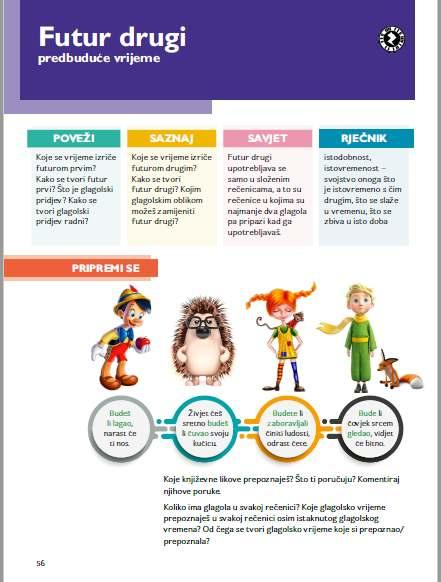 Futur drugi
predbuduće vrijeme
POVEŽI
Koje se vrijeme izriče
futurom prvim?
Kako se tvori futur
prvi? Što je glagolski
pridjev? Kako se
tvori glagolski
pridjev radni?
SAZNAJ
Koje se vrijeme izriče
futurom drugim?
Kako se tvori
futur drugi? Kojim
glagolskim oblikom
možeš zamijeniti
futur drugi?
SAVJET
Futur drugi
upotrebljava se
samo u složenim
rečenicama, a to su
rečenice u kojima su
najmanje dva glagola
pa pripazi kad ga
upotrebljavaš.
RJEČNIK
istodobnost,
istovremenost –
svojstvo onoga što
je istovremeno s čim
drugim, što se slaže
u vremenu, što se
zbiva u isto doba
PRIPREMI SE
Budeš
li lagao,
narast će
ti nos.
Živjet ćeš
sretno budeš
li čuvao svoju
kućicu.
Budete li
zaboravljali
činiti ludosti,
odrast ćete.
Bude li
čovjek srcem
gledao, vidjet
će bitno.
Koje književne likove prepoznaješ? Što ti poručuju? Komentiraj
njihove poruke.
Koliko ima glagola u svakoj rečenici? Koje glagolsko vrijeme
prepoznaješ u svakoj rečenici osim istaknutog glagolskog
vremena? Od čega se tvori glagolsko vrijeme koje si prepoznao/
prepoznala?
56